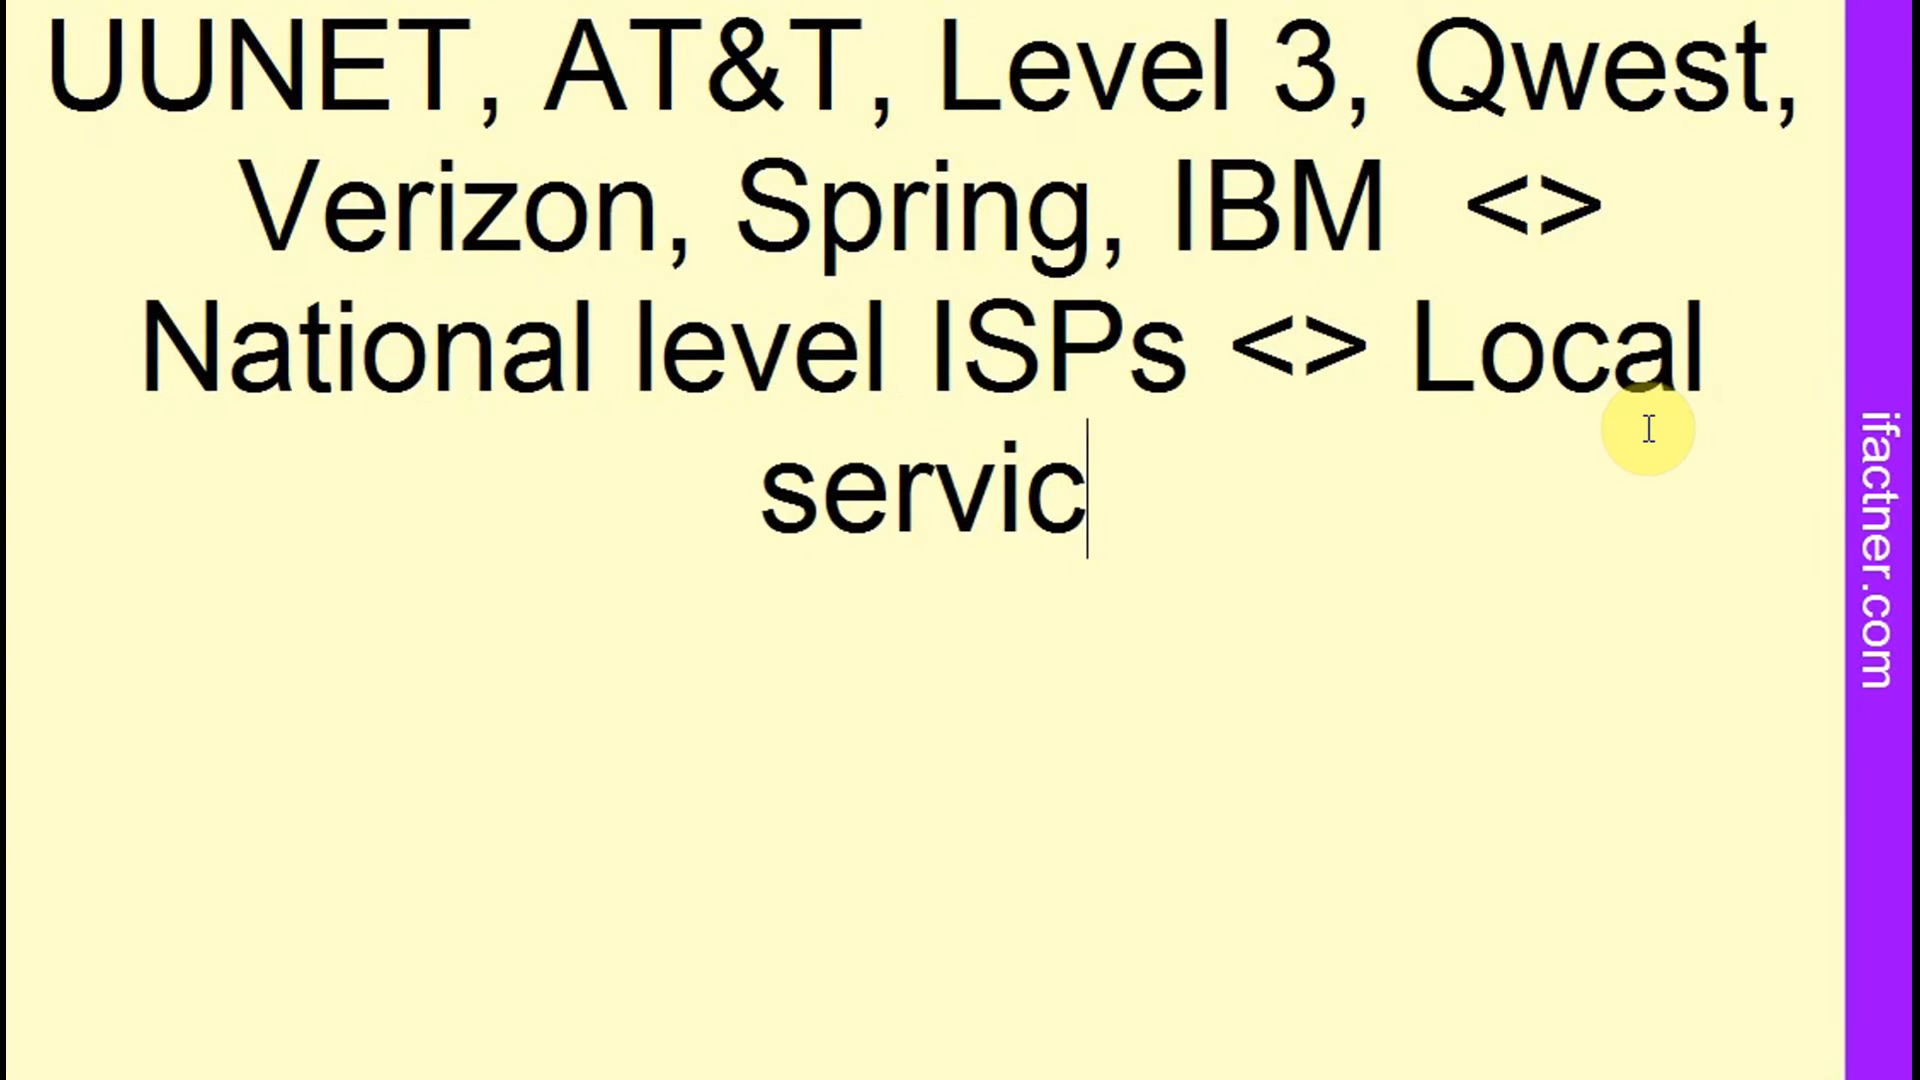 UUNET, AT&T, Level 3, Qwest,
Verizon, Spring, IBM  <>
National level ISPs <> Local
servic
ifactner.com